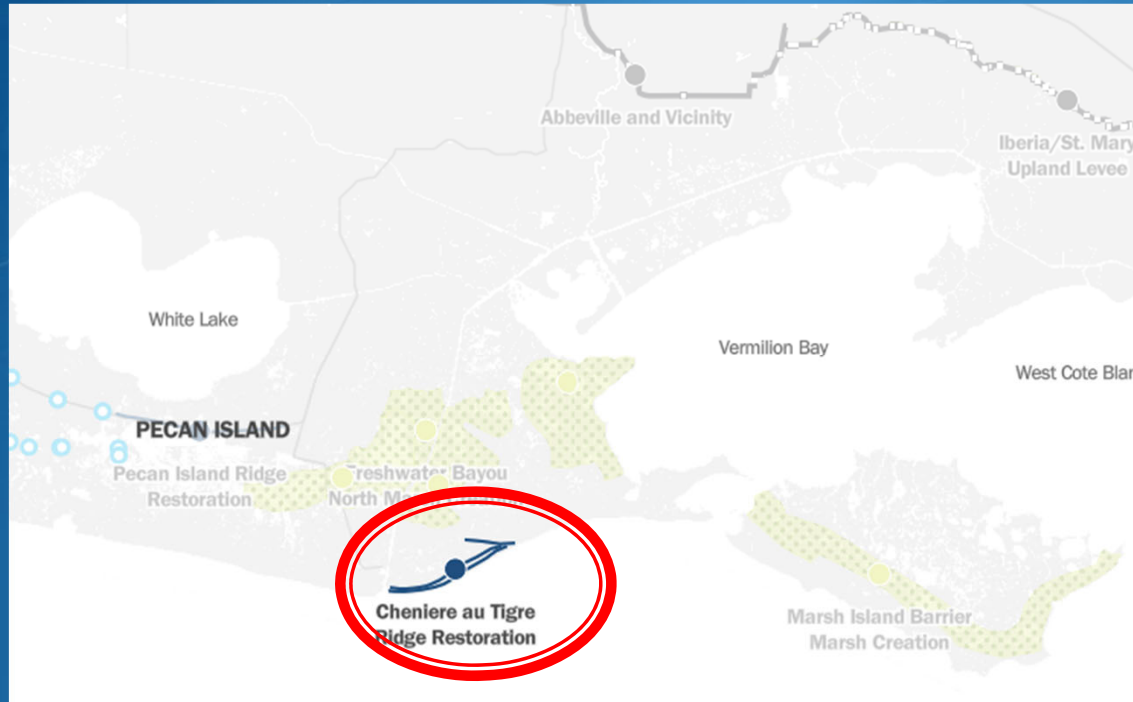 Abbeville and Vicinity
Iberia/St. Mary
Upland Levee
White Lake
Vermilion Bay
West Cote Blan
PECAN ISLAND
Pecan Island Ridge
Restoration
Freshwater Bayou
North
Cheniere au Tigre
Ridge Restoration
Marsh Island Barrier
Marsh Creation